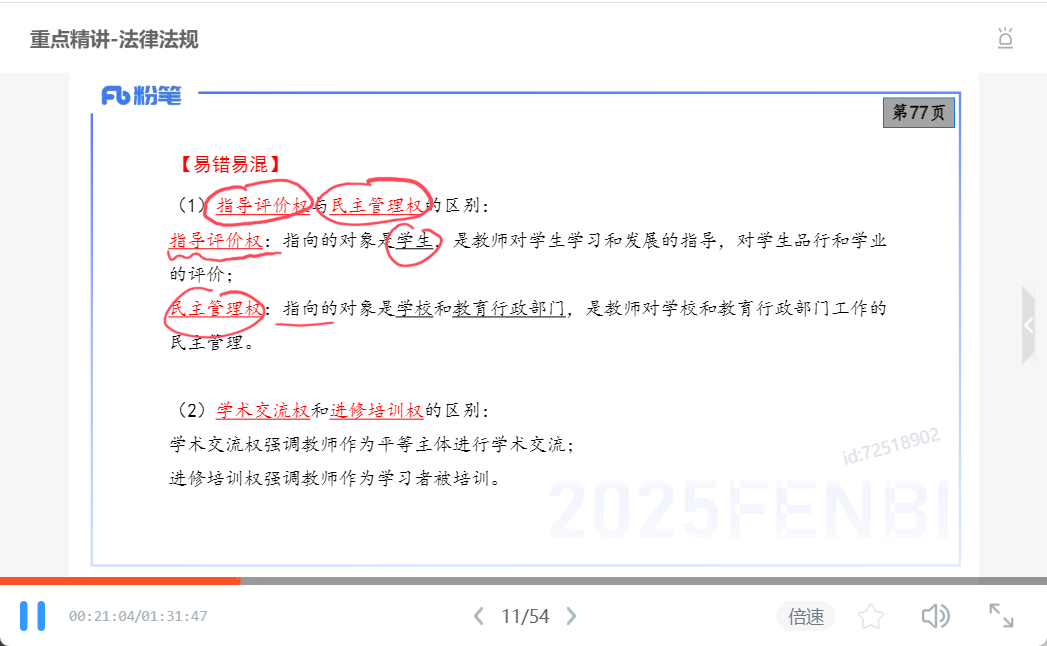 重点精讲-法律法规
粉笔
第77页
【易错易混】
（1）指导评价权与民主管理权的区别：
指导评价权：指向的对象是学生，是教师对学生学习和发展的指导，对学生品行和学业
的评价；
民主管理权：指向的对象是学校和教育行政部门，是教师对学校和教育行政部门工作的
民主管理。
（2）学术交流权和进修培训权的区别：
学术交流权强调教师作为平等主体进行学术交流；
进修培训权强调教师作为学习者被培训。
id:72518902
2025FENBI
00:21:04/01:31:47
11/54
倍速